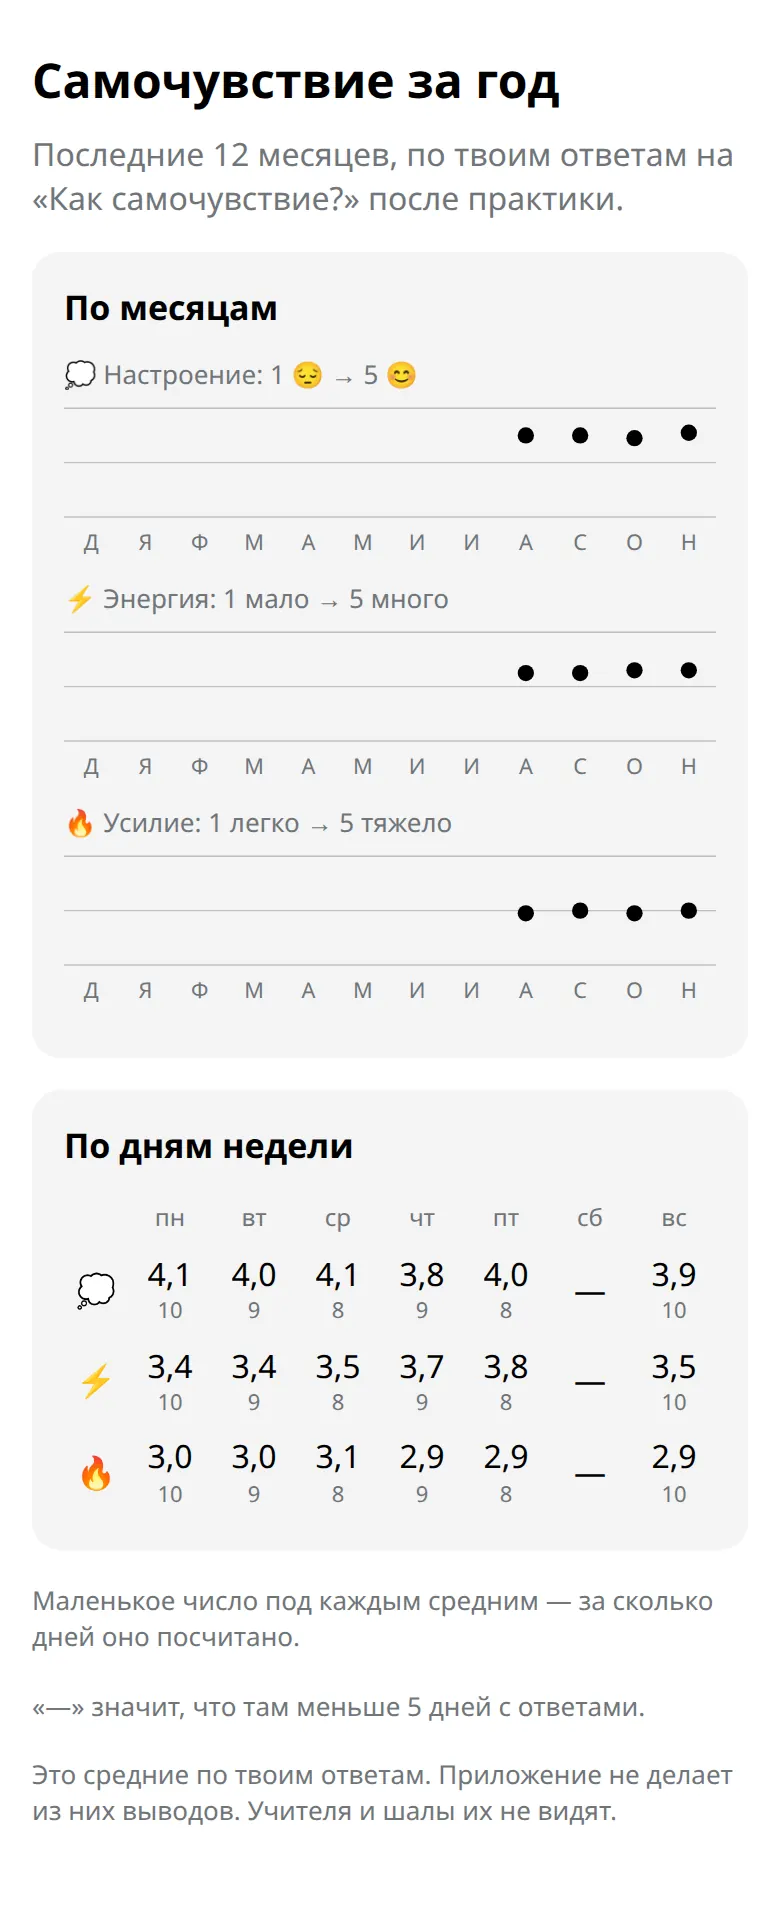 Самочувствие за год
Последние 12 месяцев, по твоим ответам на
«Как самочувствие?» после практики.
По месяцам
💭 Настроение: 1 😔 → 5 😊
Д Я Ф М А М И И А С О Н
⚡ Энергия: 1 мало → 5 много
Д Я Ф М А М И И А С О Н
🔥 Усилие: 1 легко → 5 тяжело
Д Я Ф М А М И И А С О Н
По дням недели
пн вт ср чт пт сб вс
💭 4,1 4,0 4,1 3,8 4,0 — 3,9
10 9 8 9 8 10
⚡ 3,4 3,4 3,5 3,7 3,8 — 3,5
10 9 8 9 8 10
🔥 3,0 3,0 3,1 2,9 2,9 — 2,9
10 9 8 9 8 10
Маленькое число под каждым средним — за сколько
дней оно посчитано.
«—» значит, что там меньше 5 дней с ответами.
Это средние по твоим ответам. Приложение не делает
из них выводов. Учителя и шалы их не видят.